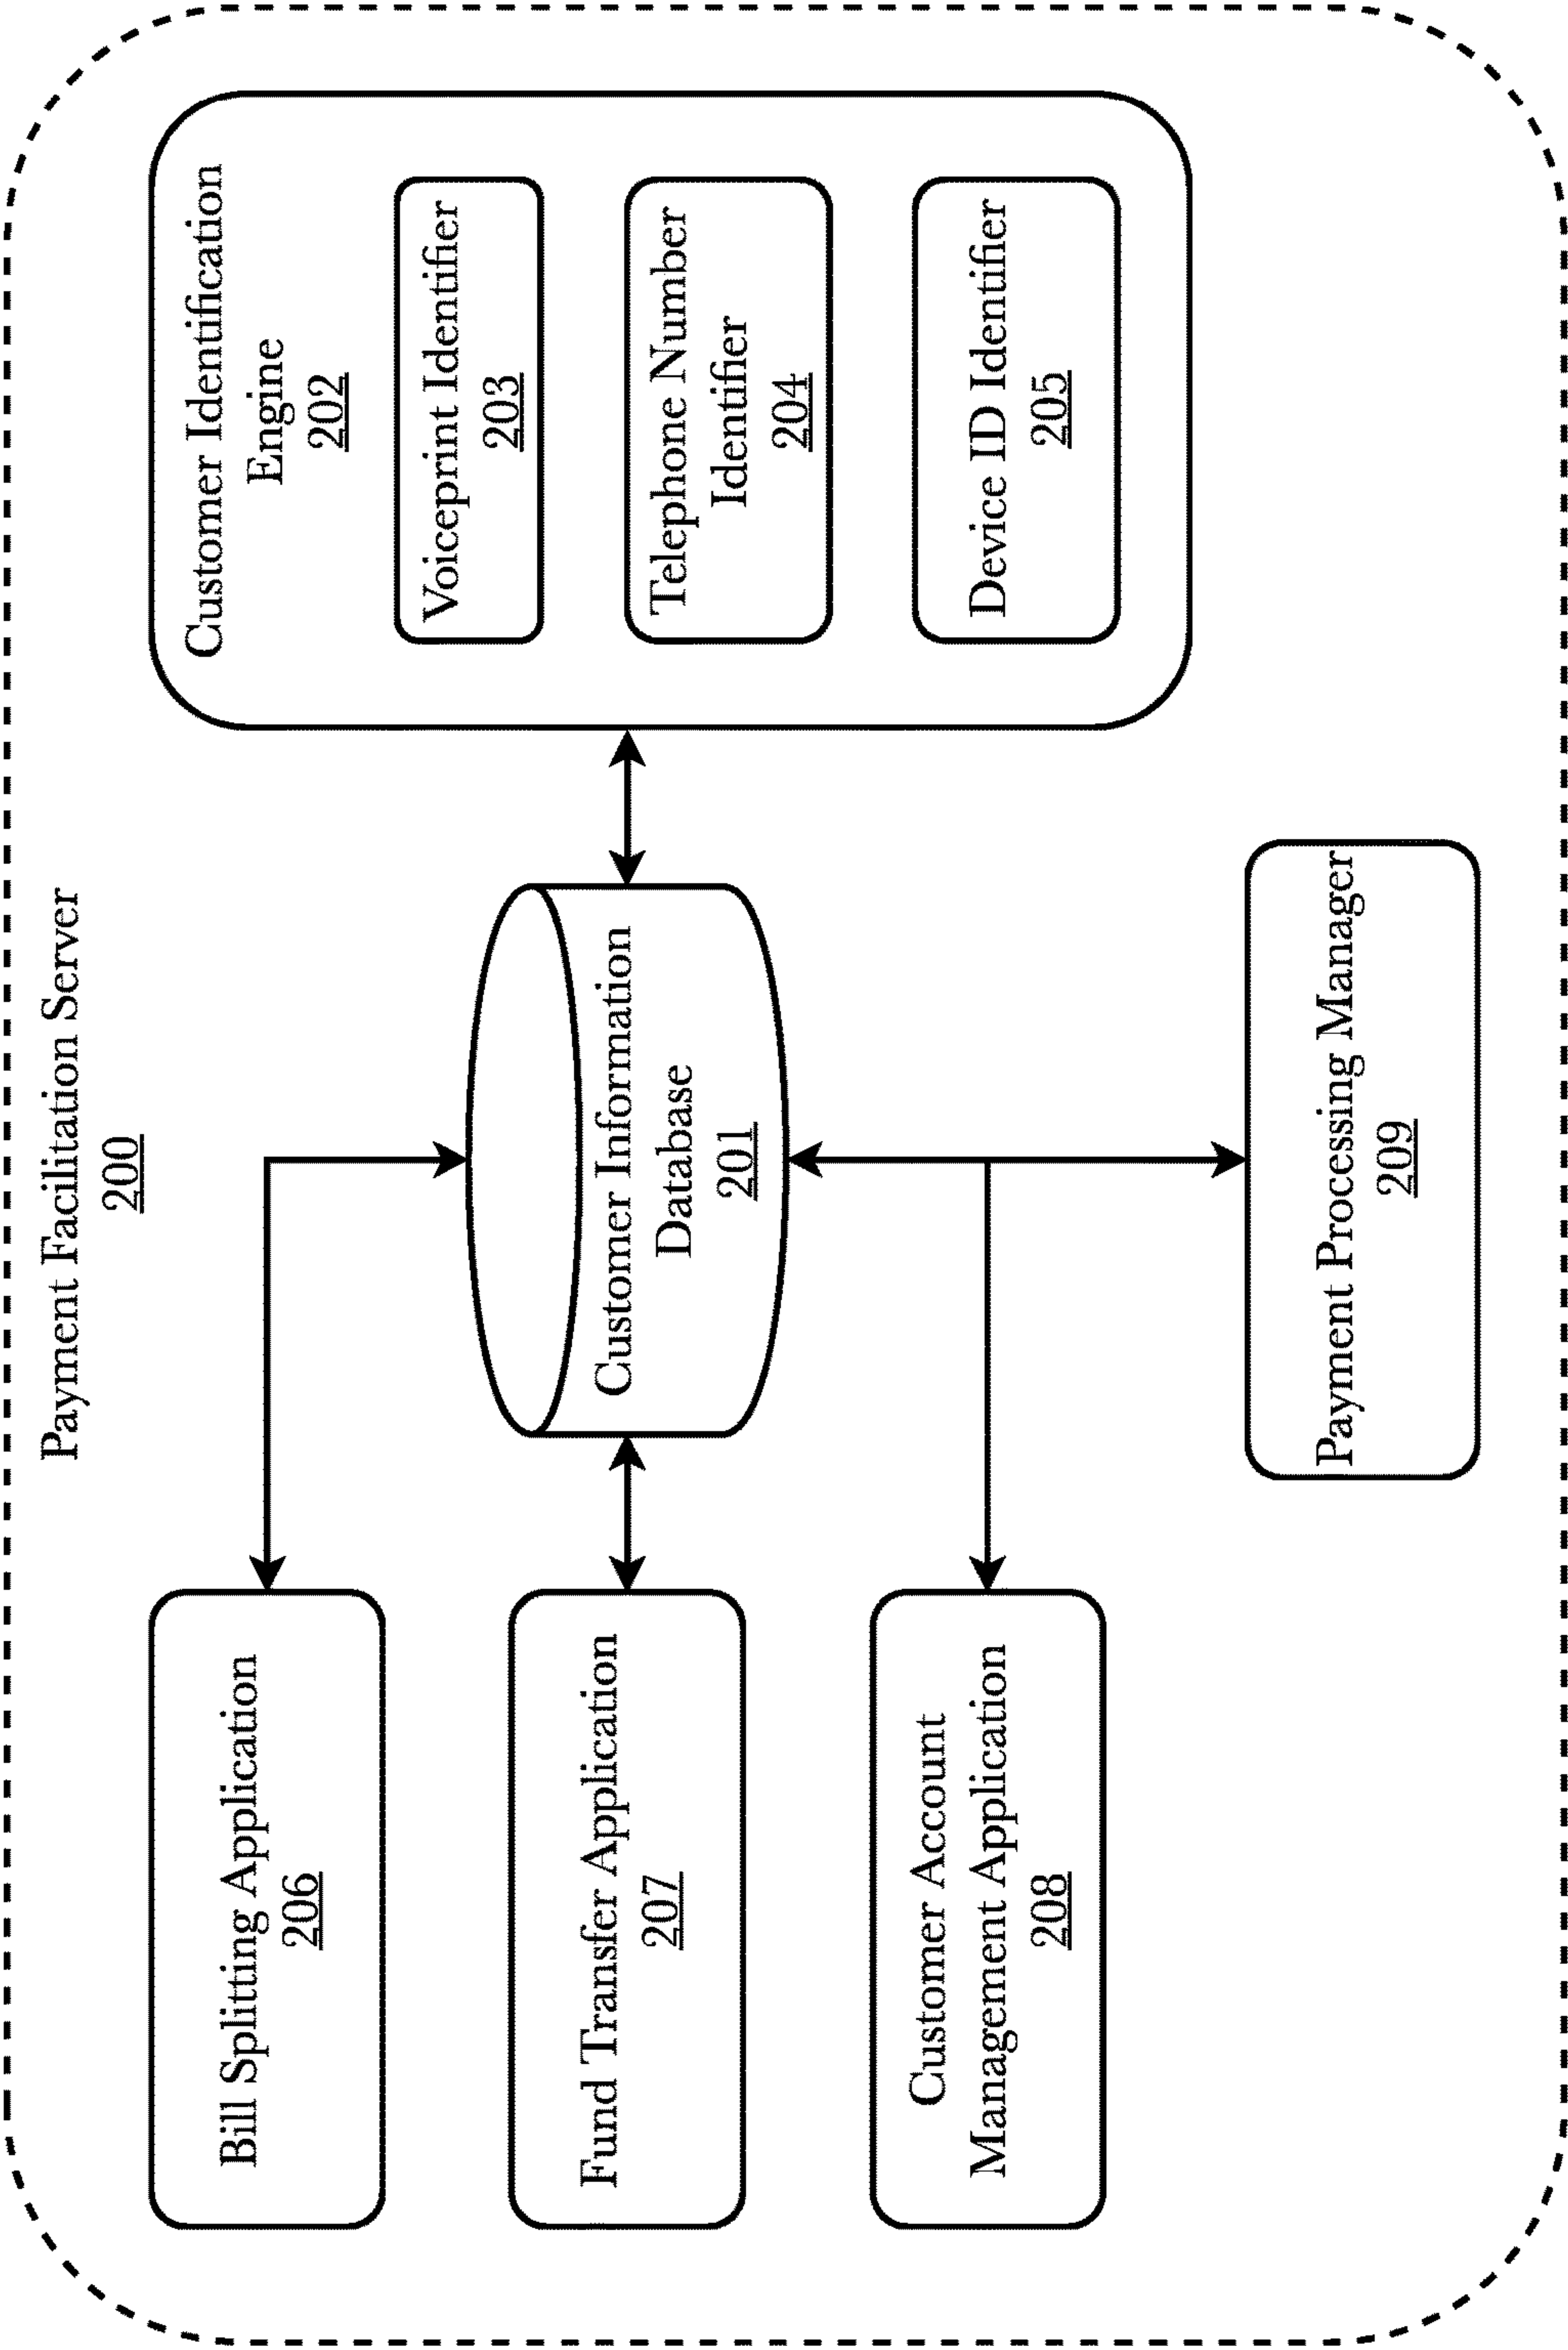 Payment Facilitation Server
200
Bill Splitting Application
206
Fund Transfer Application
207
Customer Account
Management Application
208
Customer Information
Database
201
Customer Identification
Engine
202
Voiceprint Identifier
203
Telephone Number
Identifier
204
Device ID Identifier
205
Payment Processing Manager
209